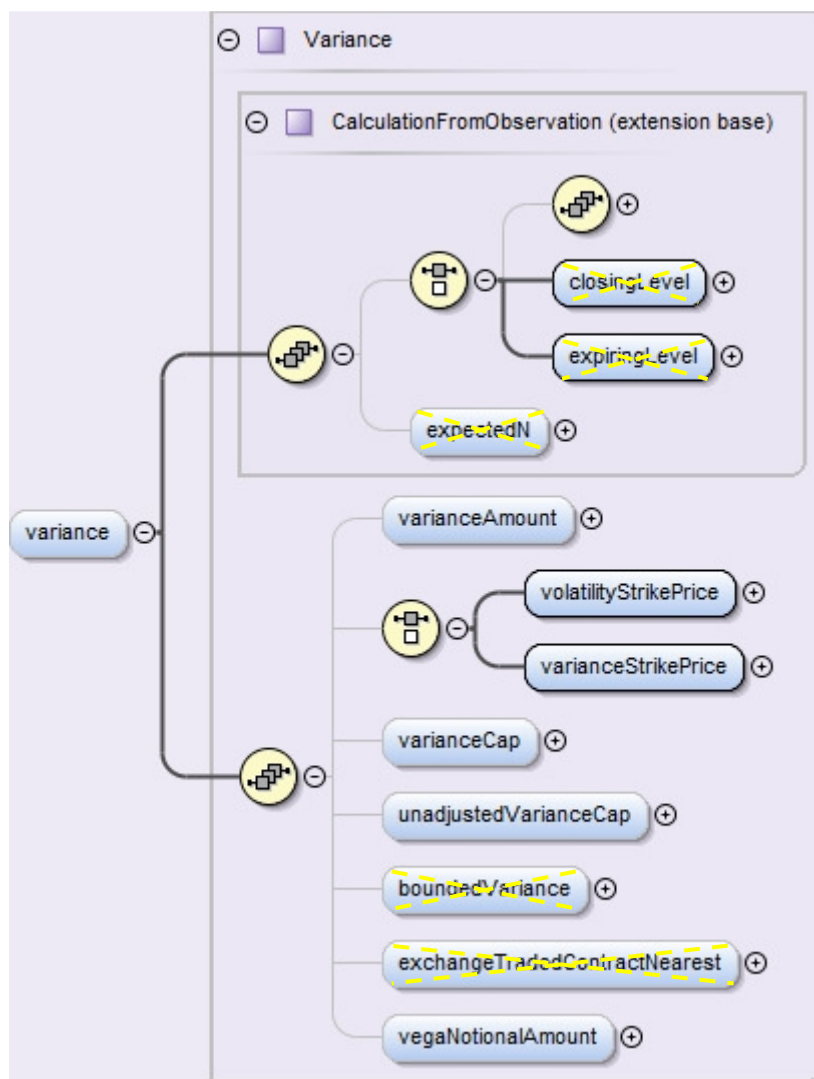 Variance
CalculationFromObservation (extension base)
closingLevel
expiringLevel
expectedN
variance
varianceAmount
volatilityStrikePrice
varianceStrikePrice
varianceCap
unadjustedVarianceCap
boundedVariance
exchangeTradedContractNearest
vegaNotionalAmount